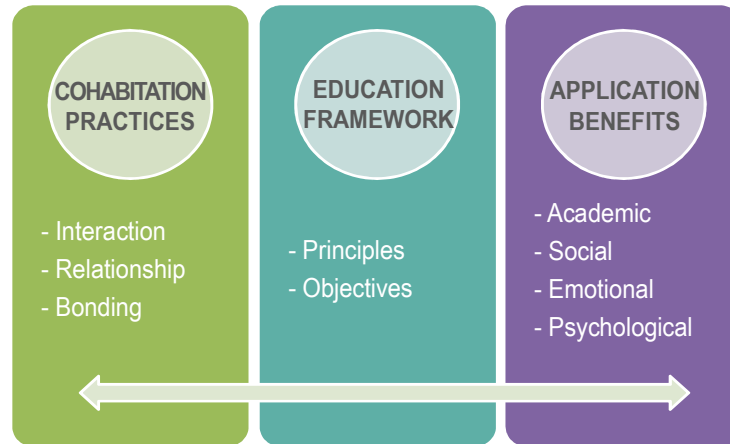 COHABITATION
PRACTICES
- Interaction
- Relationship
- Bonding
EDUCATION
FRAMEWORK
- Principles
- Objectives
APPLICATION
BENEFITS
- Academic
- Social
- Emotional
- Psychological